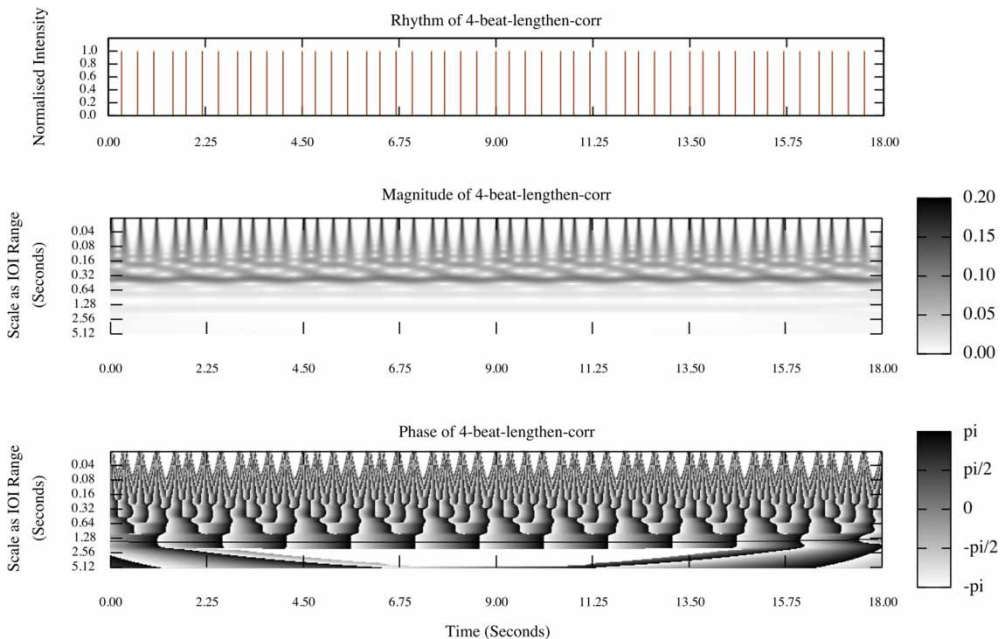 Rhythm of 4-beat-lengthen-corr
Normalised Intensity
1.0
0.8
0.6
0.4
0.2
0.0
0.00 2.25 4.50 6.75 9.00 11.25 13.50 15.75 18.00
Magnitude of 4-beat-lengthen-corr
Scale as IOI Range
(Seconds)
0.04
0.08
0.16
0.32
0.64
1.28
2.56
5.12
0.00 2.25 4.50 6.75 9.00 11.25 13.50 15.75 18.00
0.20
0.15
0.10
0.05
0.00
Phase of 4-beat-lengthen-corr
Scale as IOI Range
(Seconds)
0.04
0.08
0.16
0.32
0.64
1.28
2.56
5.12
0.00 2.25 4.50 6.75 9.00 11.25 13.50 15.75 18.00
pi
pi/2
0
-pi/2
-pi
Time (Seconds)